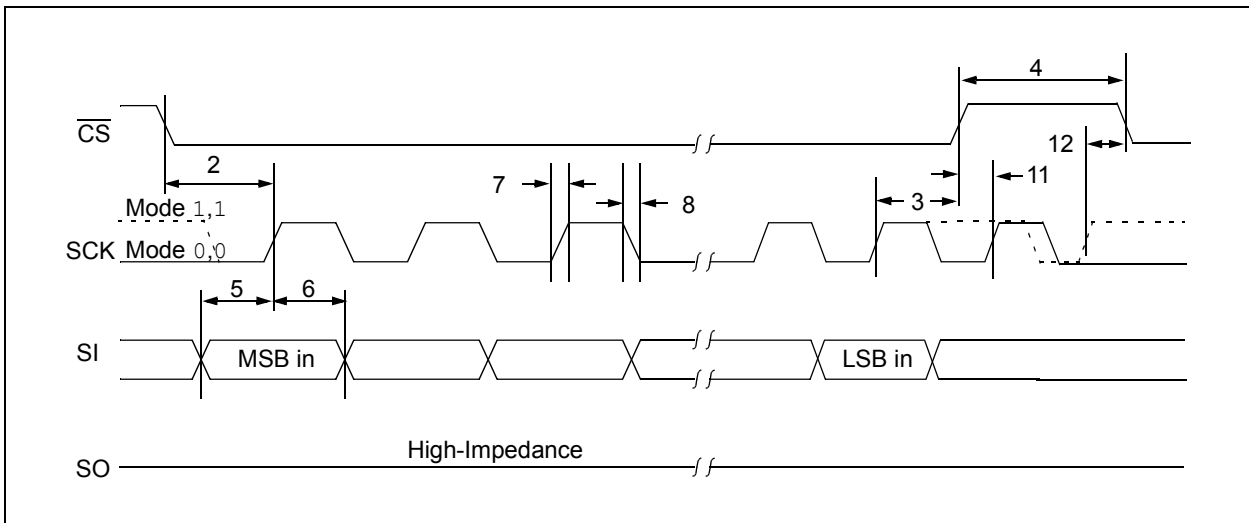 4
CS
12
2
7
11
8
3
Mode 1,1
SCK Mode 0,0
5
6
SI
MSB in
LSB in
High-Impedance
SO